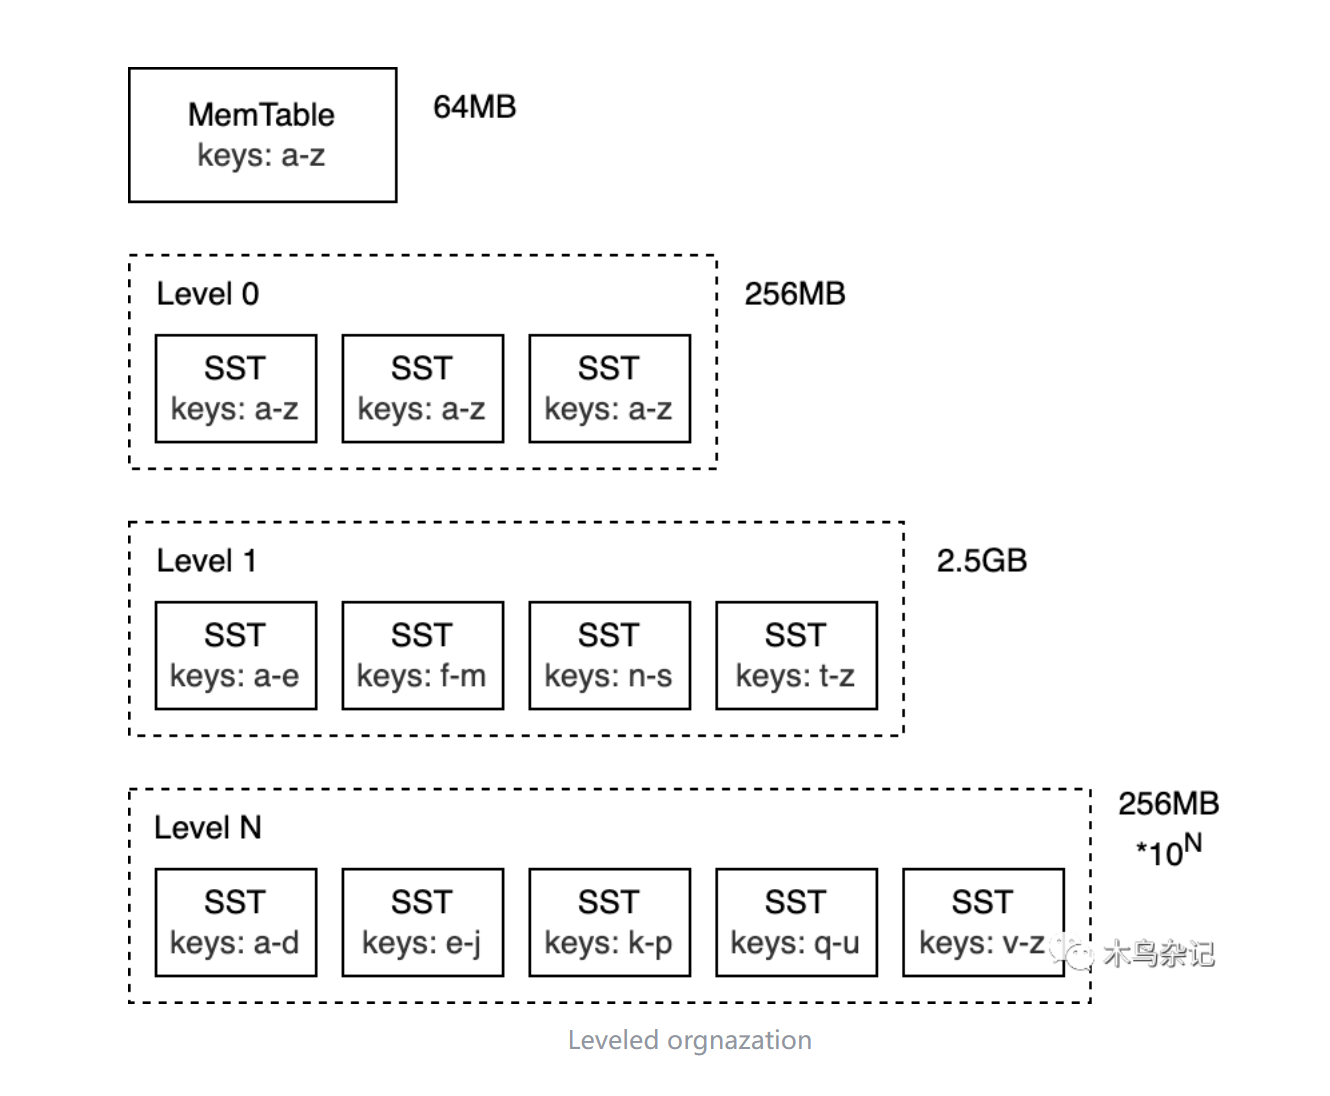 MemTable
keys: a-z
64MB
Level 0
256MB
SST
keys: a-z
SST
keys: a-z
SST
keys: a-z
Level 1
2.5GB
SST
keys: a-e
SST
keys: f-m
SST
keys: n-s
SST
keys: t-z
Level N
256MB
*10^N
SST
keys: a-d
SST
keys: e-j
SST
keys: k-p
SST
keys: q-u
SST
keys: v-z
木鸟杂记
Leveled orgnazation